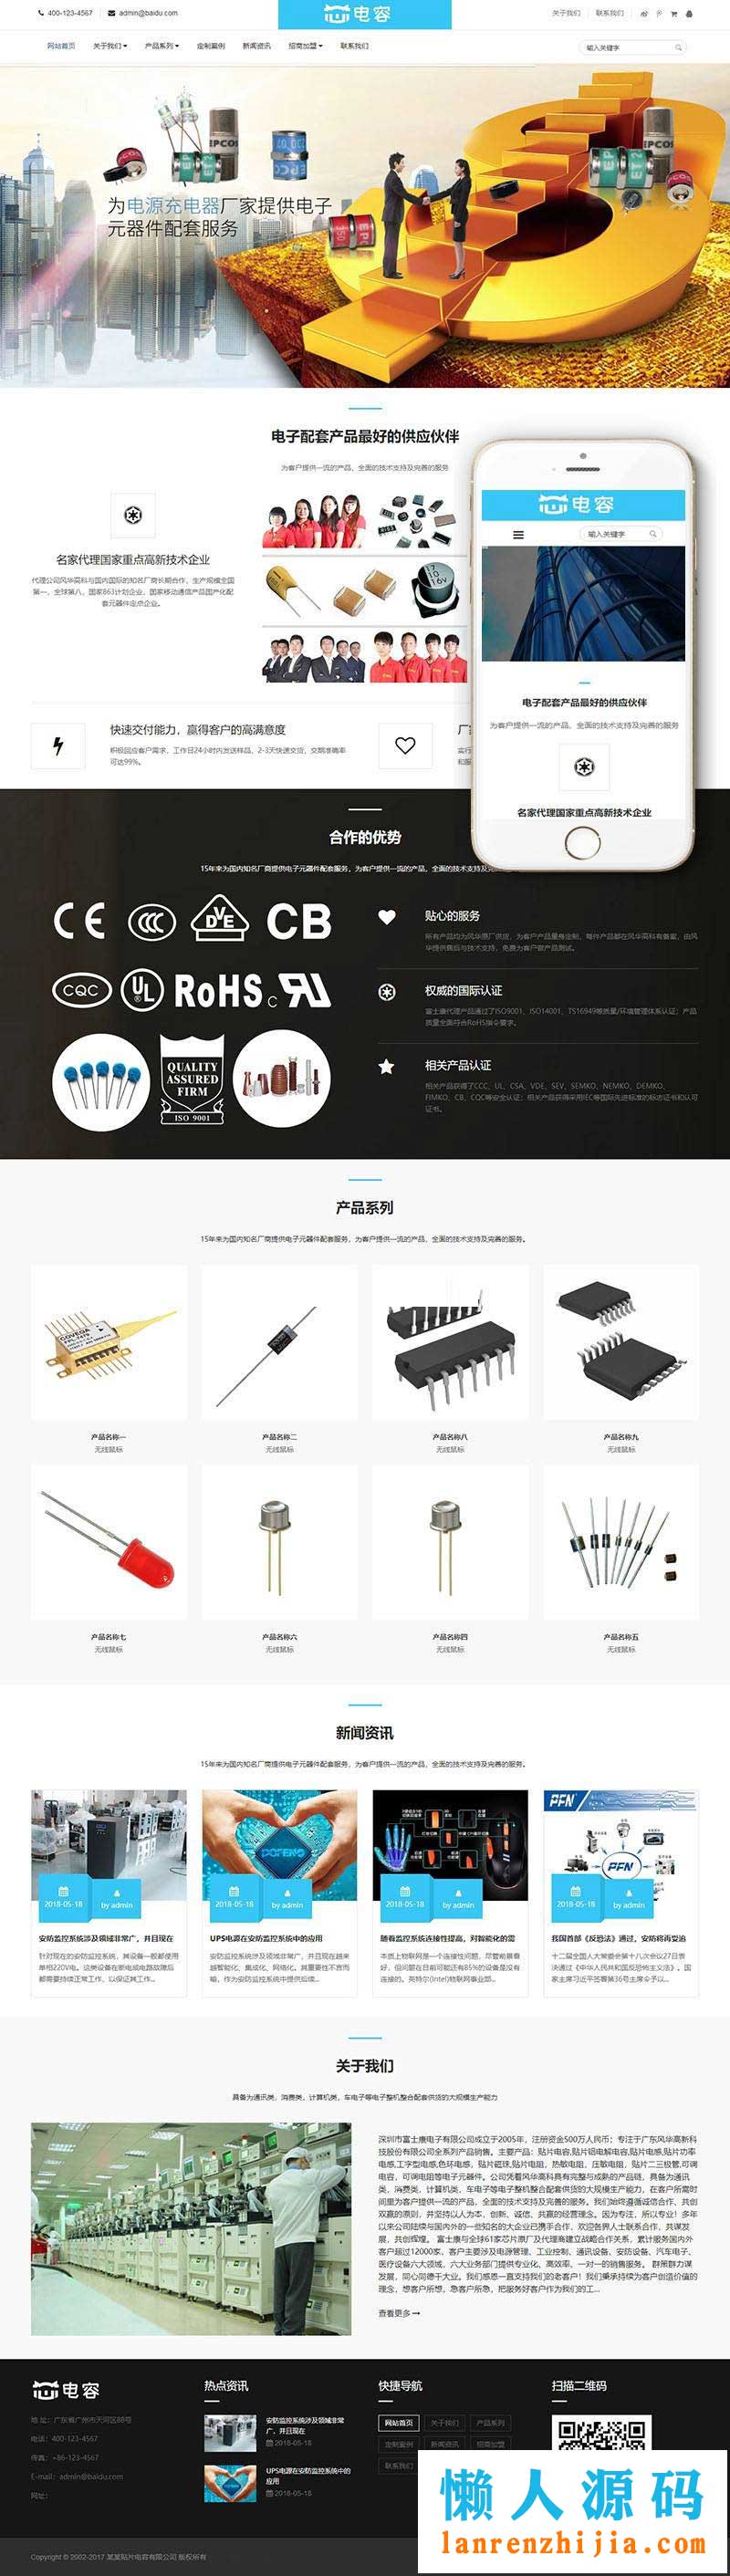 400-123-4567
admin@baidu.com
电容
关于我们
联系我们
网站首页
关于我们
产品系列
定制案例
新闻资讯
招商加盟
联系我们
输入关键字
为电源充电器厂家提供电子
元器件配套服务
电子配套产品最好的供应伙伴
为客户提供一流的产品，全面的技术支持及完善的服务
名家代理国家重点高新技术企业
代理公司风华高科与国内国际的知名厂商长期合作，生产规模全国
第一，全球第八，国家863计划企业，国家移动通信产品国产化配
套元器件定点企业。
快速交付能力，赢得客户的高满意度
积极回应客户需求，工作日24小时内发送样品，2-3天快速交货，交期准确率
可达99%。
电容
输入关键字
电子配套产品最好的供应伙伴
为客户提供一流的产品，全面的技术支持及完善的服务
名家代理国家重点高新技术企业
合作的优势
15年来为国内知名厂商提供电子元器件配套服务，为客户提供一流的产品，全面的技术支持及
CE
CCC
DVE
CB
CQC
UL
RoHS
QUALITY
ASSURED
FIRM
ISO 9001
贴心的服务
所有产品均为风华原厂供货，为客户产品量身定制，每件产品都在风华高科有备案，由风
华提供售后与技术支持，免费为客户做产品测试。
权威的国际认证
富士康代理产品通过了ISO9001、ISO14001、TS16949等质量/环境管理体系认证；产品
质量全面符合RoHS指令要求。
相关产品认证
相关产品获得了CCC、UL、CSA、VDE、SEV、SEMKO、NEMKO、DEMKO、
FIMKO、CB、CQC等安全认证；相关产品获得采用IEC等国际先进标准的标志证书和认可
证书。
产品系列
15年来为国内知名厂商提供电子元器件配套服务，为客户提供一流的产品，全面的技术支持及完善的服务。
产品名称一
无线鼠标
产品名称二
无线鼠标
产品名称八
无线鼠标
产品名称九
无线鼠标
产品名称七
无线鼠标
产品名称六
无线鼠标
产品名称四
无线鼠标
产品名称五
无线鼠标
新闻资讯
15年来为国内知名厂商提供电子元器件配套服务，为客户提供一流的产品，全面的技术支持及完善的服务。
DOFENG
PFN
PFN
2018-05-18
by admin
2018-05-18
by admin
2018-05-18
by admin
2018-05-18
by admin
安防监控系统涉及领域非常广，并且现在
针对现在的安防监控系统，其设备一般都使用
单相220V电。这类设备在断电或电路故障后
都需要持续正常工作，以保证其工作...
UPS电源在安防监控系统中的应用
安防监控系统涉及领域非常广，并且现在越来
越智能化、集成化、网络化。其重要性不言而
喻，作为安防监控系统中提供后续...
随着监控系统连接性提高，对智能化的需
本质上物联网是一个连接性问题，尽管前景看
好，但问题在目前可能还有85%的设备是没有
连接的。英特尔(Intel)物联网事业部...
我国首部《反恐法》通过，安防将再受追
十二届全国人大常委会第十八次会议27日表
决通过《中华人民共和国反恐怖主义法》。国
家主席习近平签署第36号主席令予以...
关于我们
具备为通讯类，消费类，计算机类，车电子等电子整机整合配套供货的大规模生产能力
深圳市富士康电子有限公司成立于2005年，注册资金500万人民币；专注于广东风华高新科
技股份有限公司全系列产品销售。主要产品：贴片电容,贴片铝电解电容,贴片电感,贴片功率
电感,工字型电感,色环电感，贴片磁珠,贴片电阻，热敏电阻，压敏电阻，贴片二三极管,可调
电容，可调电阻等电子元器件。公司凭着风华高科具有完整与成熟的产品链，具备为通讯
类，消费类，计算机类，车电子等电子整机整合配套供货的大规模生产能力，在客户所需时
间里为客户提供一流的产品，全面的技术支持及完善的服务。我们始终遵循诚信合作、共创
双赢的原则，并坚持以人为本，创新、诚信、共赢的经营理念。因为专注，所以专业！多年
以来公司陆续与国内外的一些知名的大企业已携手合作，欢迎各界人士联系合作，共谋发
展，共创辉煌。 富士康与全球61家芯片原厂及代理商建立战略合作关系，累计服务国内外
客户超过12000家，客户主要涉及电源管理、工业控制、通讯设备、安防设备、汽车电子、
医疗设备六大领域，六大业务部门提供专业化、高效率、一对一的销售服务。 群策群力谋
发展，同心同德干大业。我们感恩一直支持我们的老客户！我们秉承持续为客户创造价值的
理念，想客户所想，急客户所急，把服务好客户作为我们的工...
查看更多
电容
地 址：广东省广州市天河区88号
电话：400-123-4567
传真：+86-123-4567
E-mail：admin@baidu.com
网址：
热点资讯
安防监控系统涉及领域非常
广，并且现在
2018-05-18
UPS电源在安防监控系统中的
应用
2018-05-18
快捷导航
网站首页
关于我们
产品系列
定制案例
新闻资讯
招商加盟
联系我们
扫描二维码
Copyright © 2002-2017 某某贴片电容有限公司 版权所有
懒人源码
lanrenzhijia.com